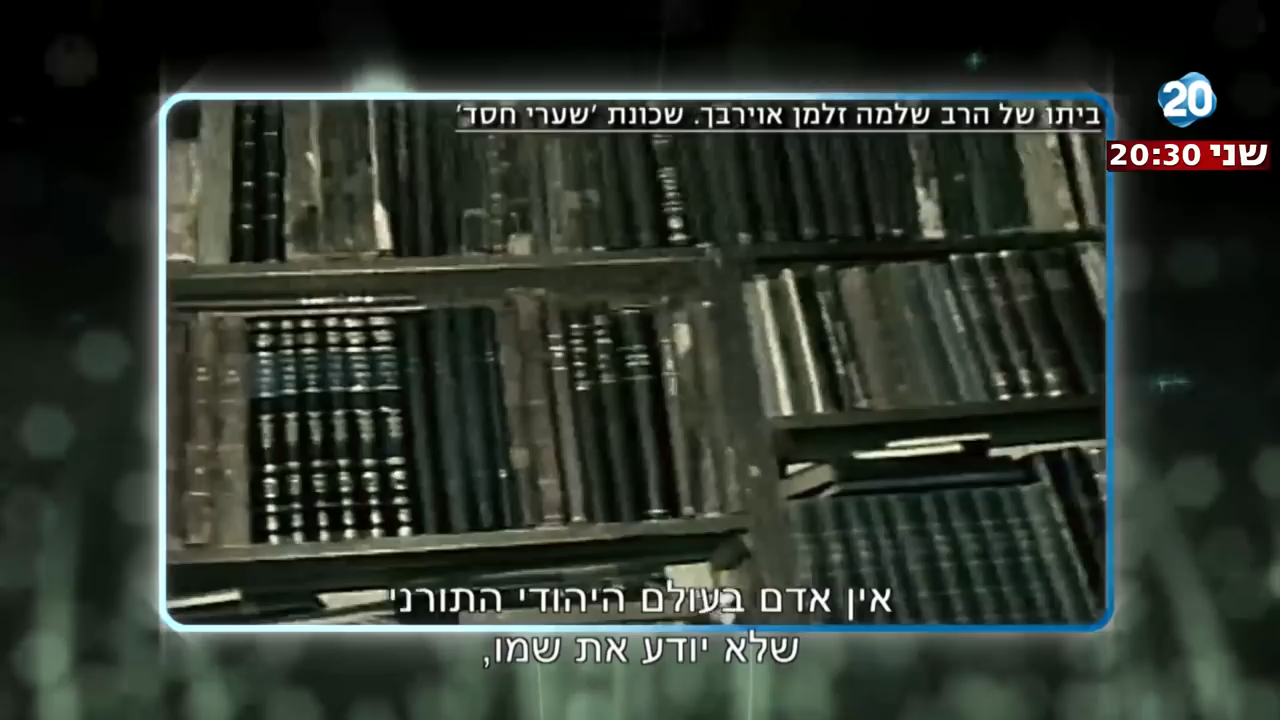 ביתו של הרב שלמה זלמן אוירבך. שכונת 'שערי חסד'
20
שני 20:30
אין אדם בעולם היהודי התורני
שלא יודע את שמו,